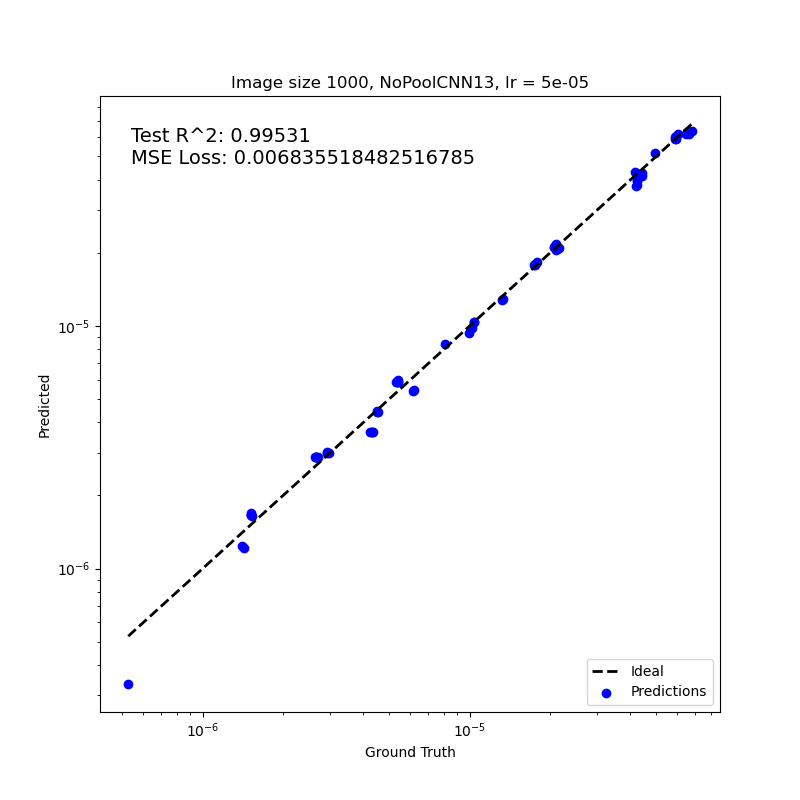 Image size 1000, NoPoolCNN13, lr = 5e-05
Test R^2: 0.99531
MSE Loss: 0.006835518482516785
10⁻⁵
10⁻⁶
Predicted
10⁻⁶
10⁻⁵
Ground Truth
Ideal
Predictions